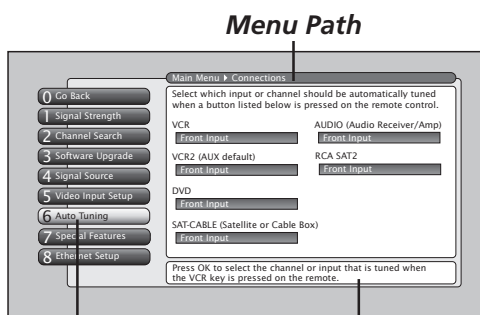 Menu Path
Main Menu ▸ Connections
0 Go Back
1 Signal Strength
2 Channel Search
3 Software Upgrade
4 Signal Source
5 Video Input Setup
6 Auto Tuning
7 Special Features
8 Ethernet Setup
Select which input or channel should be automatically tuned
when a button listed below is pressed on the remote control.
VCR
Front Input
VCR2 (AUX default)
Front Input
DVD
Front Input
SAT-CABLE (Satellite or Cable Box)
Front Input
AUDIO (Audio Receiver/Amp)
Front Input
RCA SAT2
Front Input
Press OK to select the channel or input that is tuned when
the VCR key is pressed on the remote.